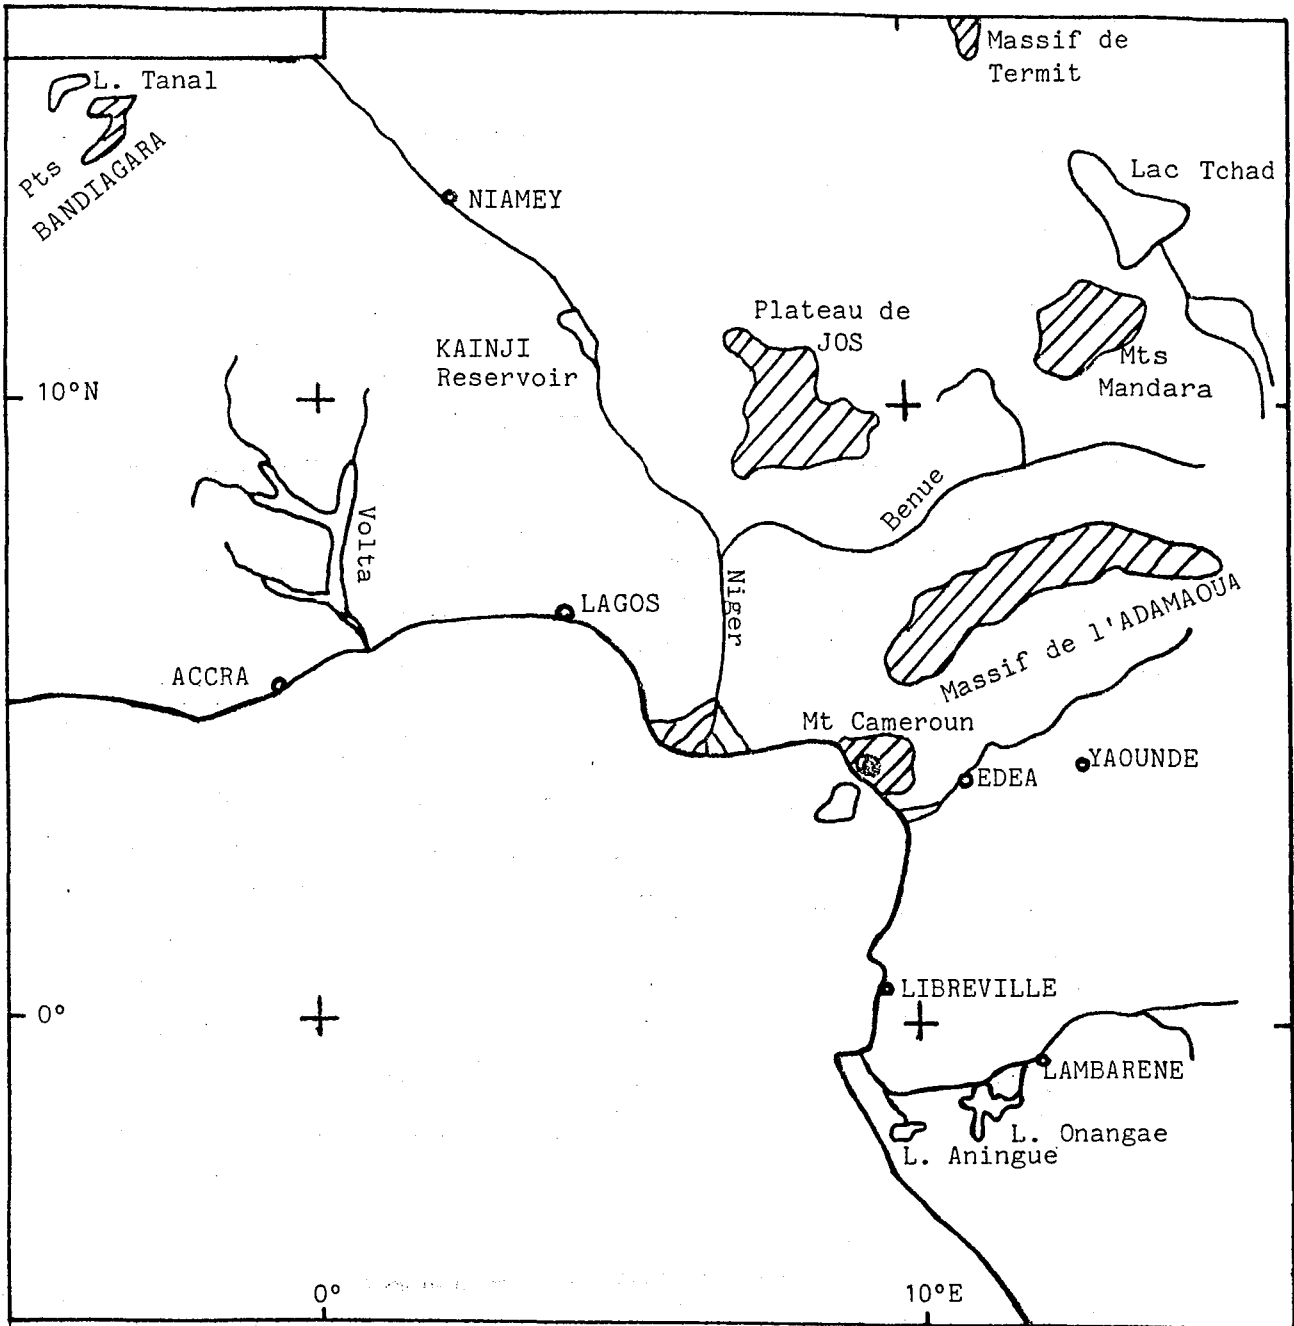 Massif de
Termit
L. Tanal
Pts
BANDIAGARA
Lac Tchad
NIAMEY
Plateau de
JOS
KAINJI
Reservoir
Mts
Mandara
10°N
Benue
Volta
Niger
LAGOS
Massif de l'ADAMAOUA
ACCRA
Mt Cameroun
YAOUNDE
EDEA
LIBREVILLE
0°
LAMBARENE
L. Onangae
L. Aningue
0°
10°E